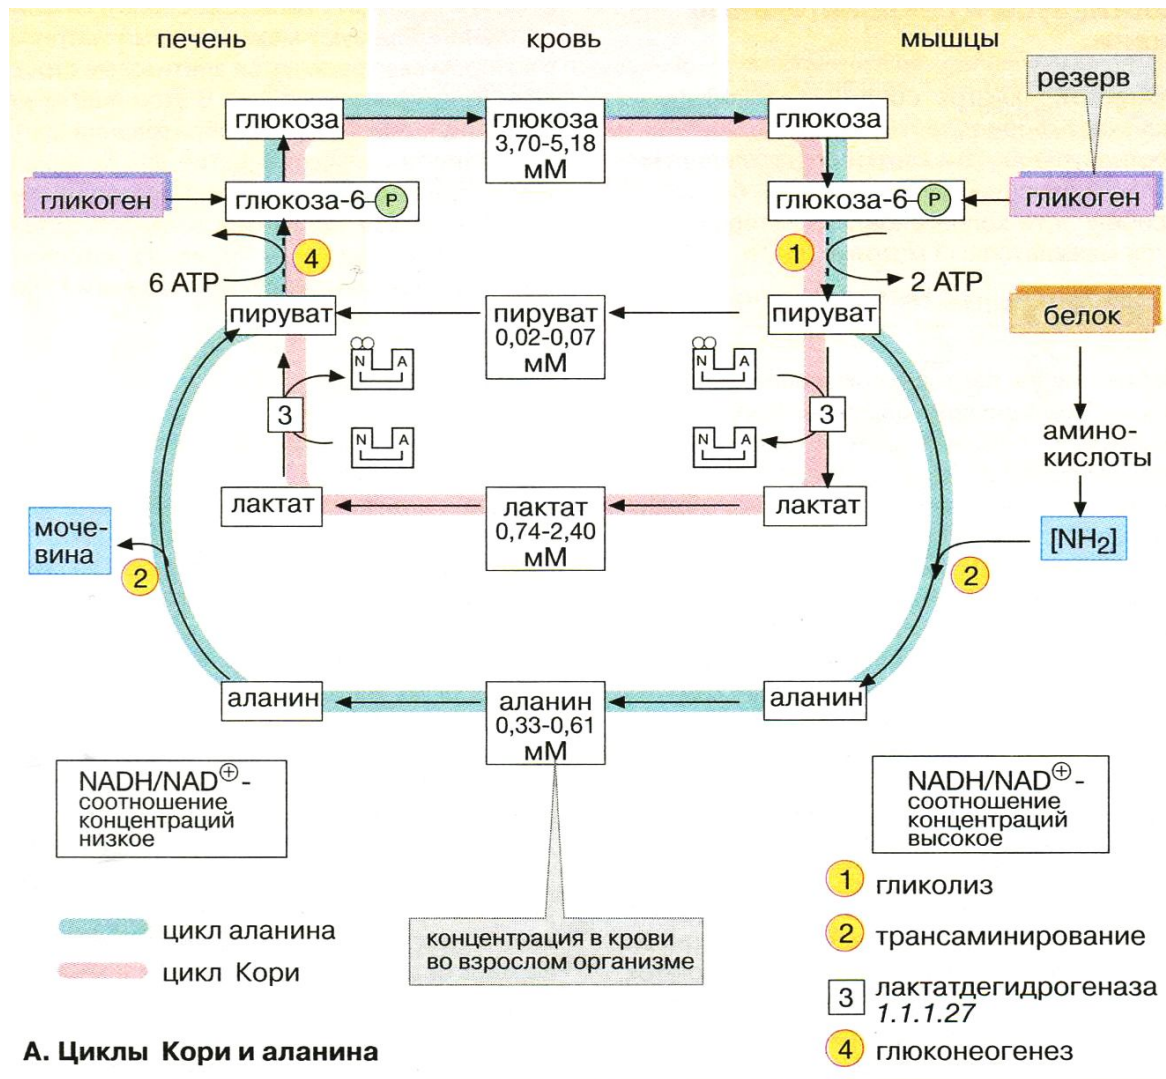 печень
кровь
мышцы
резерв
глюкоза
глюкоза
3,70-5,18
мМ
глюкоза
гликоген
глюкоза-6-P
глюкоза-6-P
гликоген
4
1
6 ATP
2 ATP
пируват
пируват
0,02-0,07
мМ
пируват
белок
N A
N A
3
3
N A
N A
амино-
кислоты
лактат
лактат
0,74-2,40
мМ
лактат
моче-
вина
[NH2]
2
2
аланин
аланин
0,33-0,61
мМ
аланин
NADH/NAD⊕-
соотношение
концентраций
низкое
NADH/NAD⊕-
соотношение
концентраций
высокое
1 гликолиз
цикл аланина
концентрация в крови
во взрослом организме
2 трансаминирование
цикл Кори
3 лактатдегидрогеназа
1.1.1.27
А. Циклы Кори и аланина
4 глюконеогенез